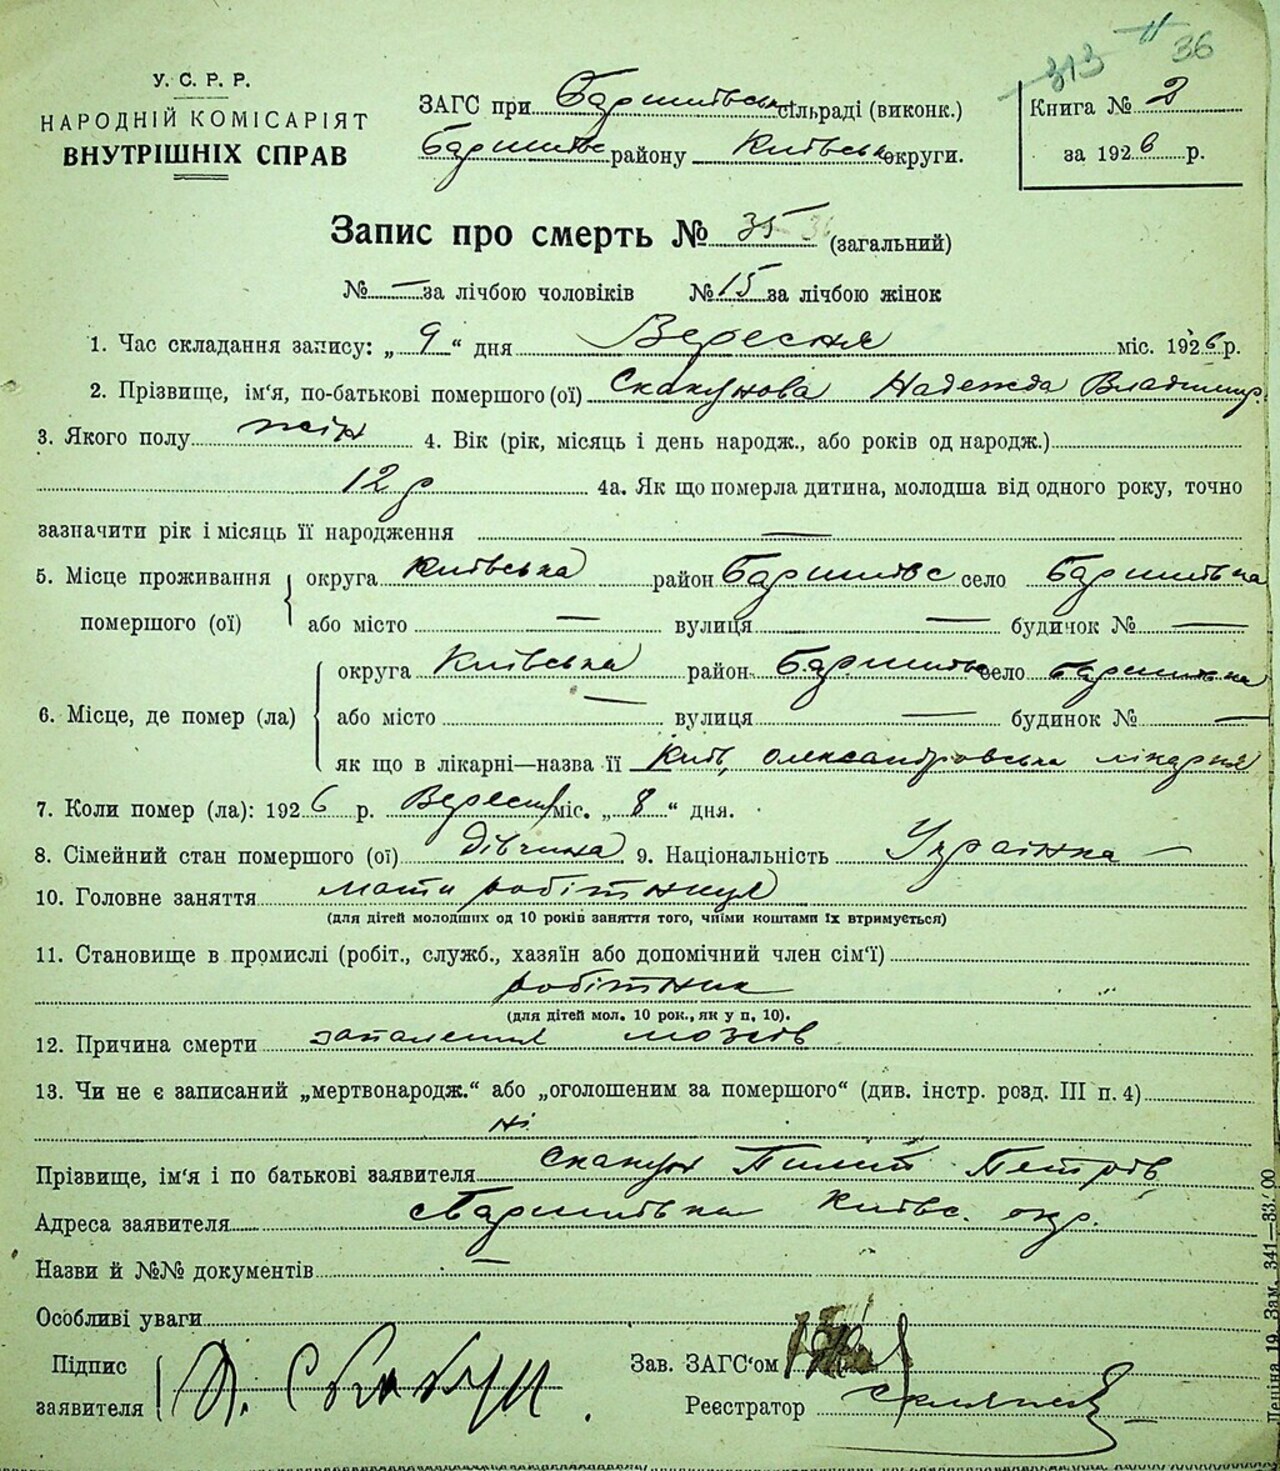 313 11 36
У. С. Р. Р.
НАРОДНІЙ КОМІСАРІЯТ
ВНУТРІШНІХ СПРАВ
ЗАГС при Баришівськ сільраді (виконк.)
Баришівс району Київськ округи.
Книга № 2
за 1926 р.
Запис про смерть № 35 36 (загальний)
№ — за лічбою чоловіків № 15 за лічбою жінок
1. Час складання запису: „ 9 “ дня Вересня міс. 1926 р.
2. Прізвище, ім'я, по-батькові помершого (ої) Скакунова Надежда Владимир.
3. Якого полу жін 4. Вік (рік, місяць і день народж., або років од народж.)
12 р 4а. Як що померла дитина, молодша від одного року, точно
зазначити рік і місяць її народження —
5. Місце проживання помершого (ої) округа Київська район Баришівс село Баришівка
або місто — вулиця — будинок № —
6. Місце, де помер (ла) округа Київська район Баришівс село Баришівка
або місто — вулиця — будинок № —
як що в лікарні—назва її Київ, Олександровська лікарня
7. Коли помер (ла): 1926 р. Вересня міс. „ 8 “ дня.
8. Сімейний стан помершого (ої) дівчина 9. Національність Українка —
10. Головне заняття мати робітниця
(для дітей молодших од 10 років заняття того, чиїми коштами їх втримується)
11. Становище в промислі (робіт., служб., хазяїн або допомічний член сім'ї)
робітник
(для дітей мол. 10 рок., як у п. 10).
12. Причина смерти запалення мозків
13. Чи не є записаний „мертвонародж.“ або „оголошеним за помершого“ (див. інстр. розд. III п. 4)
ні
Прізвище, ім'я і по батькові заявителя Скакун Пилип Петров
Адреса заявителя с Баришівка Київс. окр.
Назви й №№ документів —
Особливі уваги
Підпис заявителя
Зав. ЗАГС'ом
Реєстратор